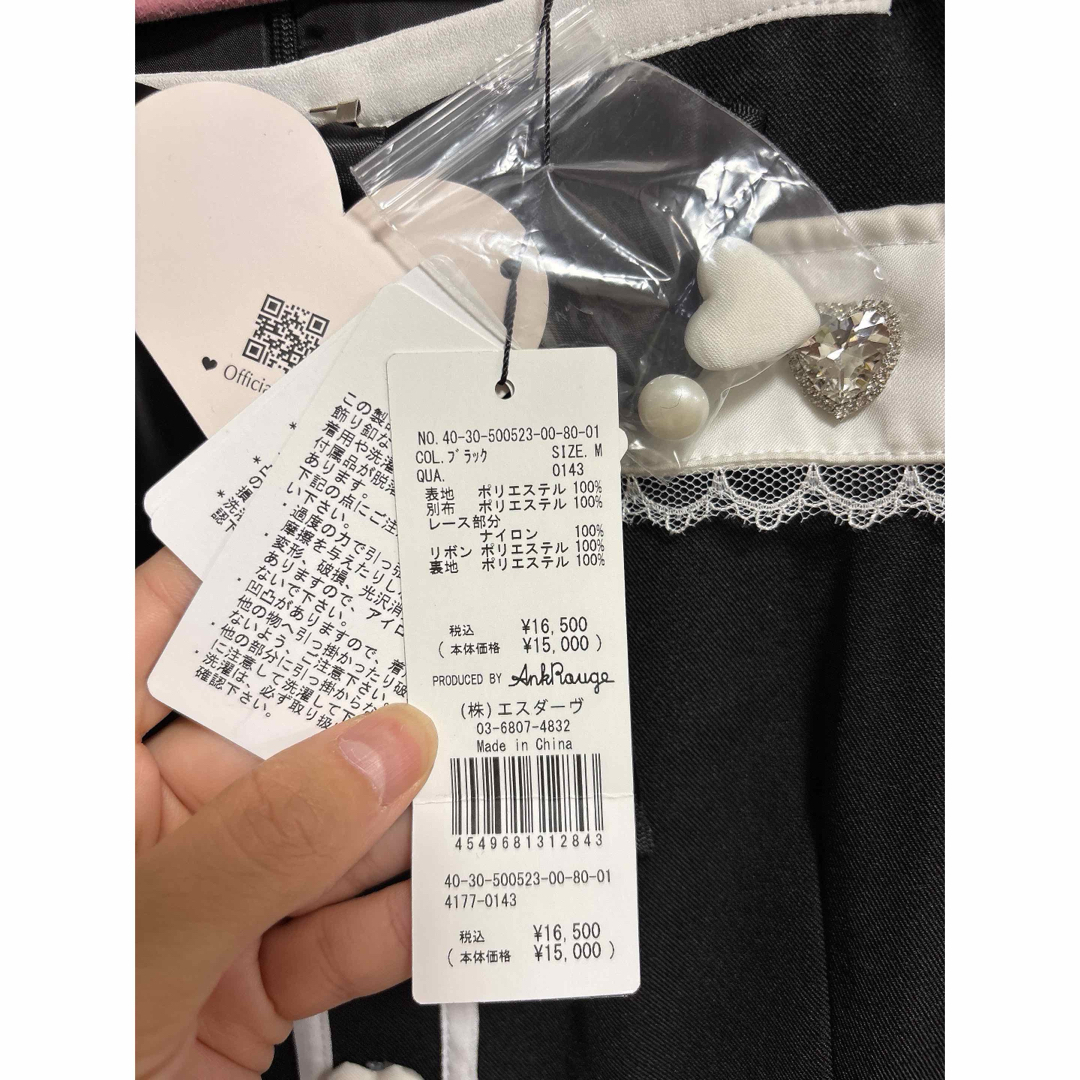 NO. 40-30-500523-00-80-01
COL. ブラック SIZE. M
QUA. 0143
表地 ポリエステル 100%
別布 ポリエステル 100%
レース部分
ナイロン 100%
リボン ポリエステル 100%
裏地 ポリエステル 100%
税込 ¥16,500
( 本体価格 ¥15,000 )
PRODUCED BY AnkRouge
(株) エスダーヴ
03-6807-4832
Made in China
4549681312843
40-30-500523-00-80-01
4177-0143
税込 ¥16,500
( 本体価格 ¥15,000 )
♥ Officia
この製
飾り釦な
着用や洗濯
付属品が脱落
あります。
下記の点にご注
い下さい。
・過度の力で引っ張
摩擦を与えたりし
・変形、破損、光沢消
ありますので、アイロ
ないで下さい。
・凹凸がありますので、着
他の物へ引っ掛かったり破
ないよう、ご注意下さい
・他の部分に引っ掛からな
に注意して洗濯して下
・洗濯は、必ず取り扱
確認下さい。